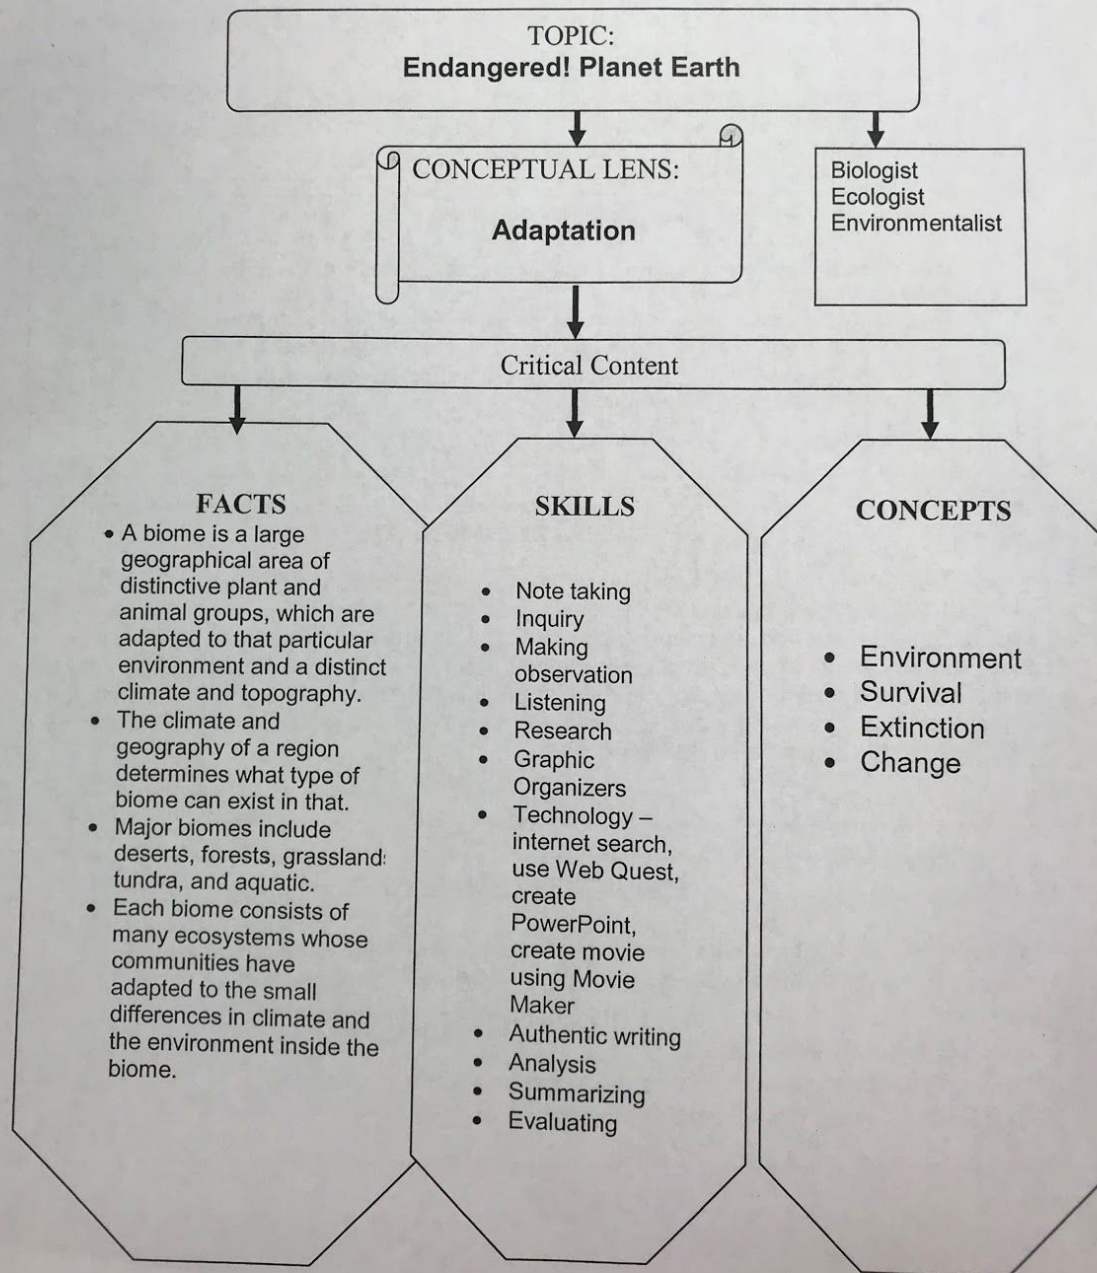 TOPIC:
Endangered! Planet Earth
CONCEPTUAL LENS:
Adaptation
Biologist
Ecologist
Environmentalist
Critical Content
FACTS
• A biome is a large
geographical area of
distinctive plant and
animal groups, which are
adapted to that particular
environment and a distinct
climate and topography.
• The climate and
geography of a region
determines what type of
biome can exist in that.
• Major biomes include
deserts, forests, grassland
tundra, and aquatic.
• Each biome consists of
many ecosystems whose
communities have
adapted to the small
differences in climate and
the environment inside the
biome.
SKILLS
• Note taking
• Inquiry
• Making
observation
• Listening
• Research
• Graphic
Organizers
• Technology –
internet search,
use Web Quest,
create
PowerPoint,
create movie
using Movie
Maker
• Authentic writing
• Analysis
• Summarizing
• Evaluating
CONCEPTS
• Environment
• Survival
• Extinction
• Change